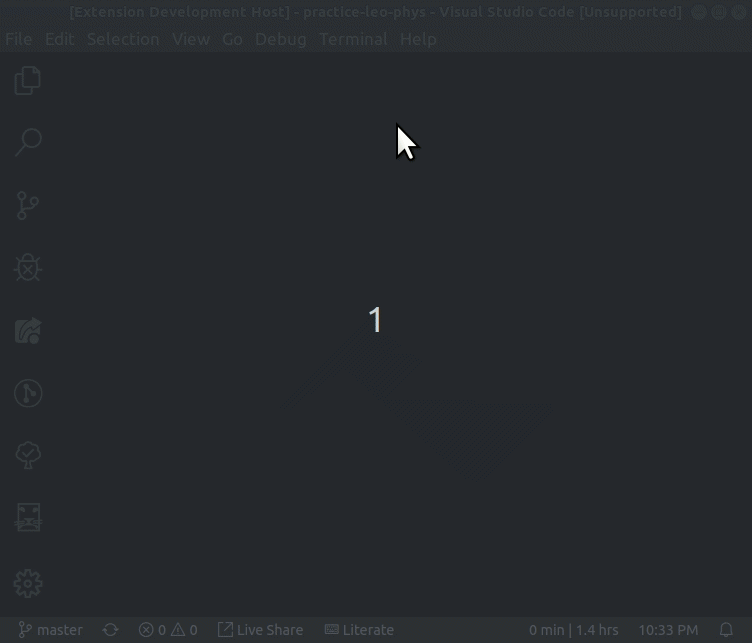 [Extension Development Host] - practice-leo-phys - Visual Studio Code [Unsupported]
File Edit Selection View Go Debug Terminal Help
1
master 0 0 Live Share Literate 0 min | 1.4 hrs 10:33 PM